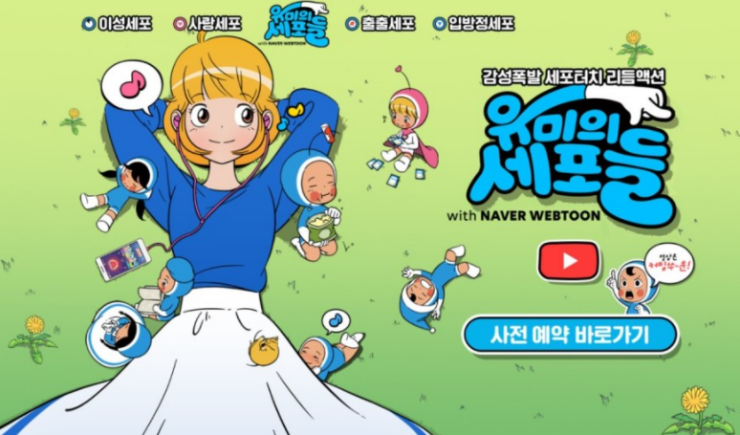 이성세포
사랑세포
유미의 세포들
with NAVER WEBTOON
출출세포
입방정세포
감성폭발 세포터치 리듬액션
유미의
세포들
with NAVER WEBTOON
사전 예약 바로가기